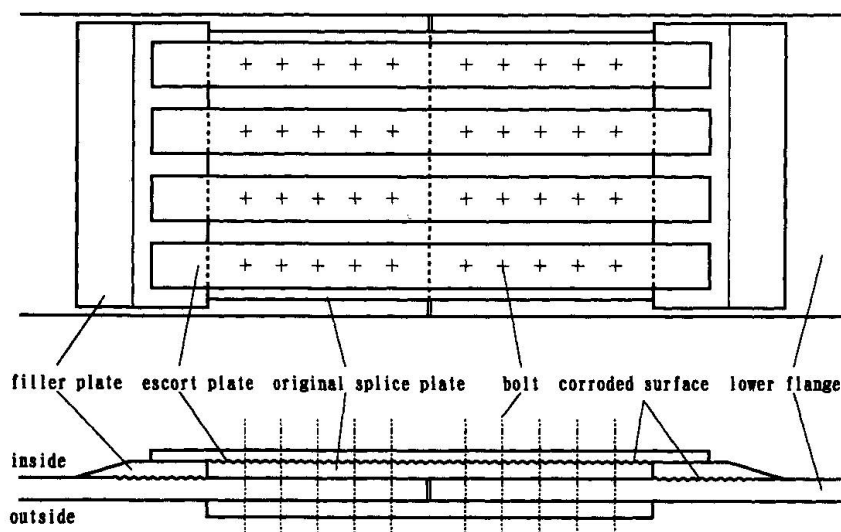 filler plate escort plate original splice plate bolt corroded surface lower flange
inside
outside